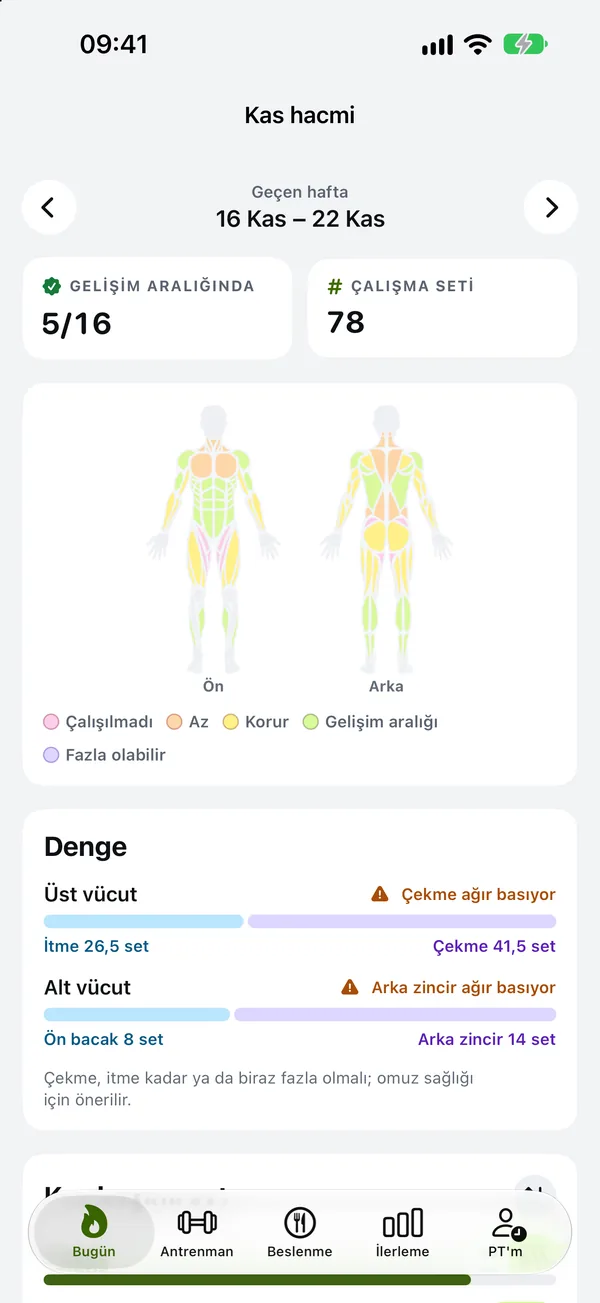 09:41
Kas hacmi
Geçen hafta
16 Kas – 22 Kas
GELİŞİM ARALIĞINDA
5/16
# ÇALIŞMA SETİ
78
Ön
Arka
Çalışılmadı
Az
Korur
Gelişim aralığı
Fazla olabilir
Denge
Üst vücut
Çekme ağır basıyor
İtme 26,5 set
Çekme 41,5 set
Alt vücut
Arka zincir ağır basıyor
Ön bacak 8 set
Arka zincir 14 set
Çekme, itme kadar ya da biraz fazla olmalı; omuz sağlığı
için önerilir.
Bugün
Antrenman
Beslenme
İlerleme
PT'm